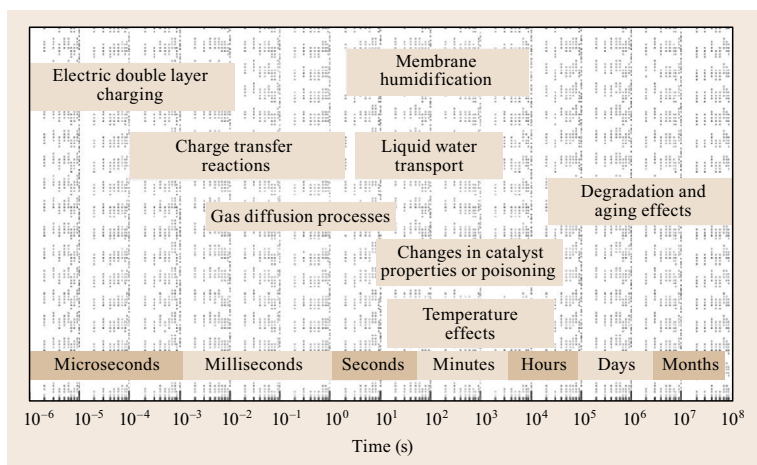 Electric double layer
charging
Membrane
humidification
Charge transfer
reactions
Liquid water
transport
Degradation and
aging effects
Gas diffusion processes
Changes in catalyst
properties or poisoning
Temperature
effects
Microseconds Milliseconds Seconds Minutes Hours Days Months
10⁻⁶ 10⁻⁵ 10⁻⁴ 10⁻³ 10⁻² 10⁻¹ 10⁰ 10¹ 10² 10³ 10⁴ 10⁵ 10⁶ 10⁷ 10⁸
Time (s)